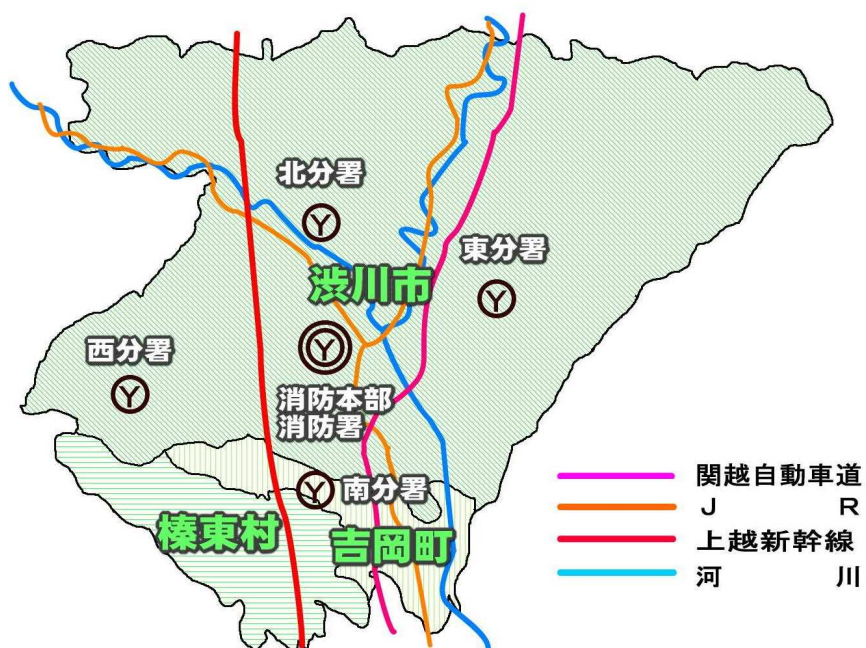 北分署
東分署
渋川市
西分署
消防本部
消防署
南分署
榛東村
吉岡町
関越自動車道
J R
上越新幹線
河 川